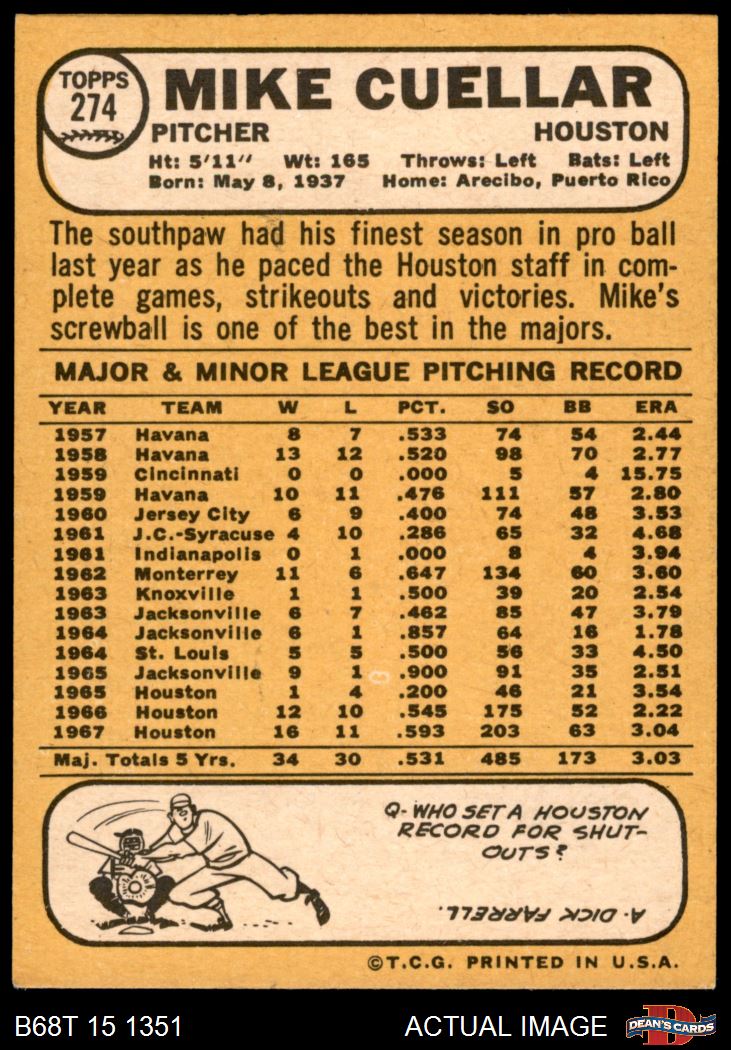 TOPPS
274
MIKE CUELLAR
PITCHER HOUSTON
Ht: 5'11" Wt: 165 Throws: Left Bats: Left
Born: May 8, 1937 Home: Arecibo, Puerto Rico
The southpaw had his finest season in pro ball
last year as he paced the Houston staff in com-
plete games, strikeouts and victories. Mike's
screwball is one of the best in the majors.
MAJOR & MINOR LEAGUE PITCHING RECORD
YEAR TEAM W L PCT. SO BB ERA
1957 Havana 8 7 .533 74 54 2.44
1958 Havana 13 12 .520 98 70 2.77
1959 Cincinnati 0 0 .000 5 4 15.75
1959 Havana 10 11 .476 111 57 2.80
1960 Jersey City 6 9 .400 74 48 3.53
1961 J.C.-Syracuse 4 10 .286 65 32 4.68
1961 Indianapolis 0 1 .000 8 4 3.94
1962 Monterrey 11 6 .647 134 60 3.60
1963 Knoxville 1 1 .500 39 20 2.54
1963 Jacksonville 6 7 .462 85 47 3.79
1964 Jacksonville 6 1 .857 64 16 1.78
1964 St. Louis 5 5 .500 56 33 4.50
1965 Jacksonville 9 1 .900 91 35 2.51
1965 Houston 1 4 .200 46 21 3.54
1966 Houston 12 10 .545 175 52 2.22
1967 Houston 16 11 .593 203 63 3.04
Maj. Totals 5 Yrs. 34 30 .531 485 173 3.03
Q-WHO SET A HOUSTON
RECORD FOR SHUT-
OUTS?
A-DICK FARRELL.
©T.C.G. PRINTED IN U.S.A.
B68T 15 1351 ACTUAL IMAGE DEAN'S CARDS